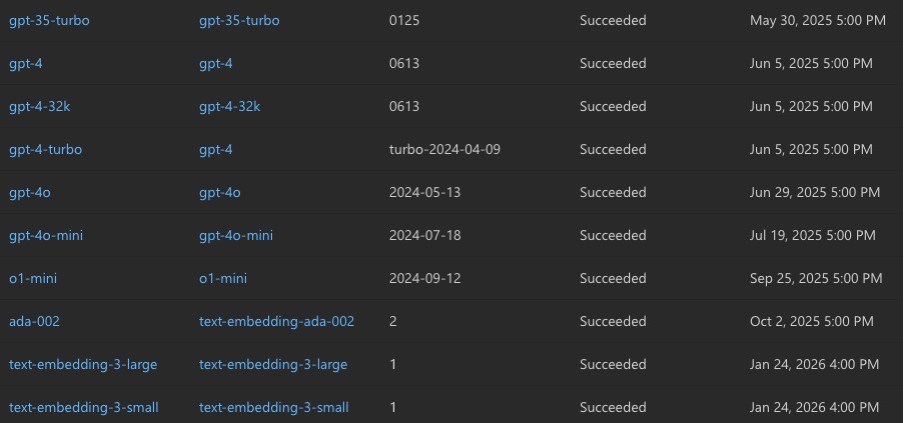 gpt-35-turbo gpt-35-turbo 0125 Succeeded May 30, 2025 5:00 PM
gpt-4 gpt-4 0613 Succeeded Jun 5, 2025 5:00 PM
gpt-4-32k gpt-4-32k 0613 Succeeded Jun 5, 2025 5:00 PM
gpt-4-turbo gpt-4 turbo-2024-04-09 Succeeded Jun 5, 2025 5:00 PM
gpt-4o gpt-4o 2024-05-13 Succeeded Jun 29, 2025 5:00 PM
gpt-4o-mini gpt-4o-mini 2024-07-18 Succeeded Jul 19, 2025 5:00 PM
o1-mini o1-mini 2024-09-12 Succeeded Sep 25, 2025 5:00 PM
ada-002 text-embedding-ada-002 2 Succeeded Oct 2, 2025 5:00 PM
text-embedding-3-large text-embedding-3-large 1 Succeeded Jan 24, 2026 4:00 PM
text-embedding-3-small text-embedding-3-small 1 Succeeded Jan 24, 2026 4:00 PM